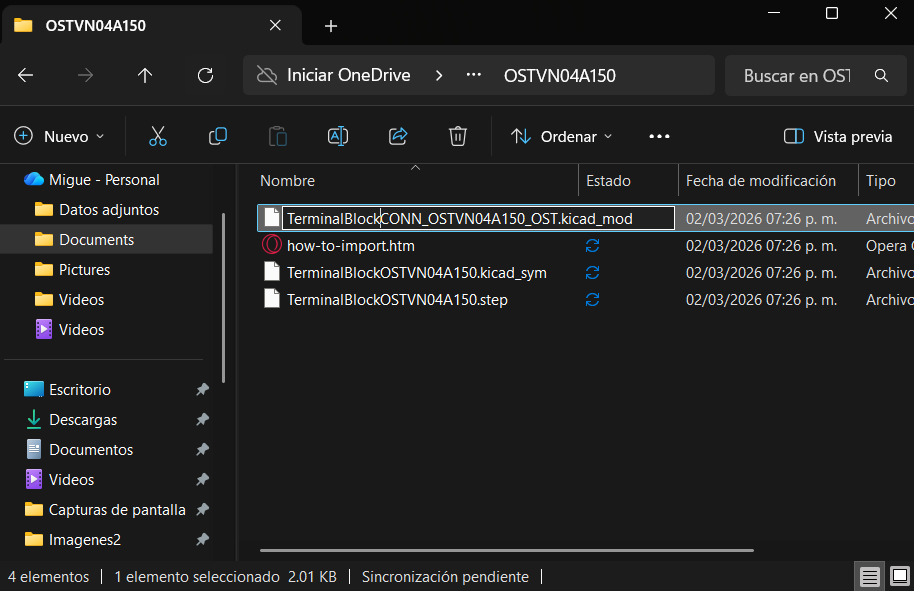 OSTVN04A150
Iniciar OneDrive > ... OSTVN04A150 Buscar en OST
Nuevo Ordenar ... Vista previa
Migue - Personal
Datos adjuntos
Documents
Pictures
Videos
Videos
Escritorio
Descargas
Documentos
Videos
Capturas de pantalla
Imagenes2
Nombre Estado Fecha de modificación Tipo
TerminalBlockCONN_OSTVN04A150_OST.kicad_mod 02/03/2026 07:26 p. m. Archivo
how-to-import.htm 02/03/2026 07:26 p. m. Opera
TerminalBlockOSTVN04A150.kicad_sym 02/03/2026 07:26 p. m. Archivo
TerminalBlockOSTVN04A150.step 02/03/2026 07:26 p. m. Archivo
4 elementos | 1 elemento seleccionado 2.01 KB | Sincronización pendiente |